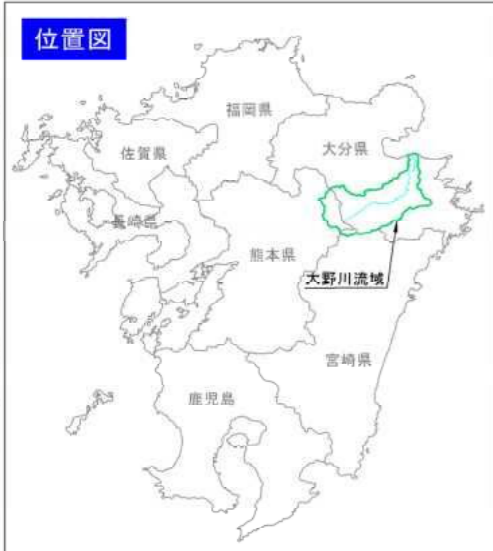 位置図
福岡県
佐賀県
大分県
長崎県
熊本県
大野川流域
宮崎県
鹿児島